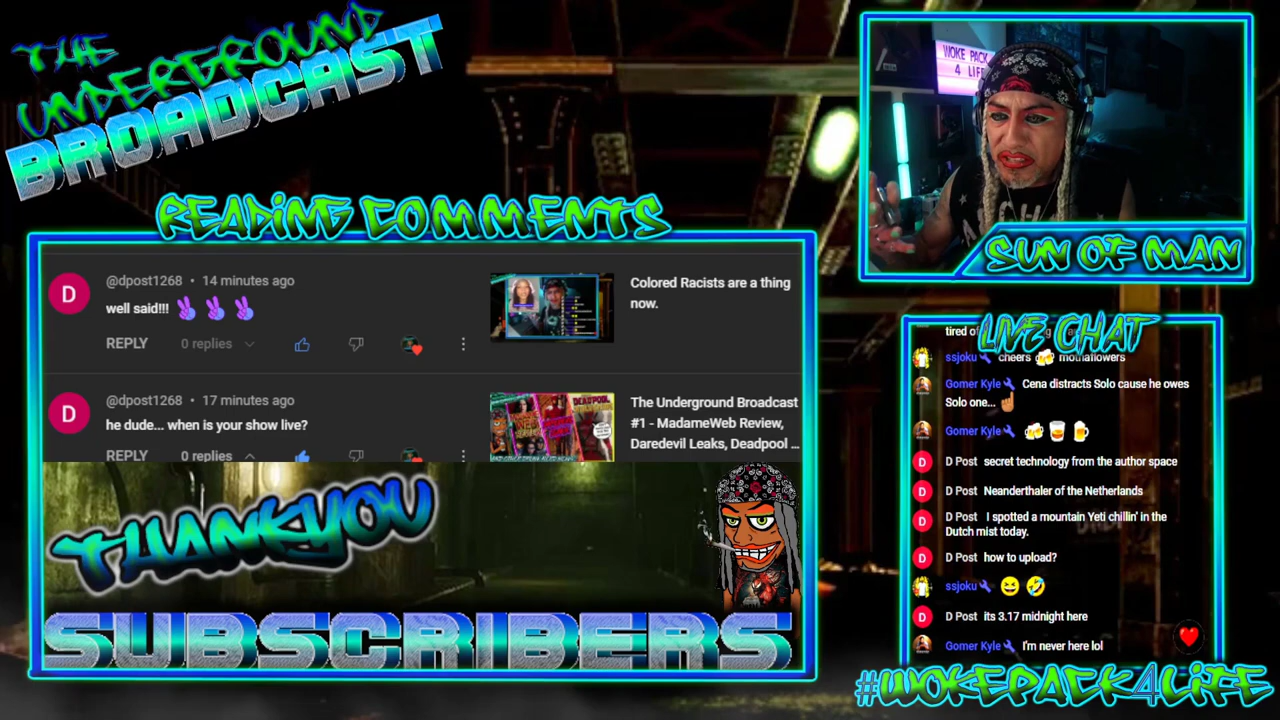 THE
UNDERGROUND
BROADCAST
READING COMMENTS
D
@dpost1268 • 14 minutes ago
well said!!!
REPLY
0 replies
Colored Racists are a thing
now.
D
@dpost1268 • 17 minutes ago
he dude... when is your show live?
REPLY
0 replies
The Underground Broadcast
#1 - MadameWeb Review,
Daredevil Leaks, Deadpool ...
DEADPOOL
THANKYOU
SUBSCRIBERS
WOKE PACK
4 LIFE
SUN OF MAN
LIVE CHAT
tired of
ssjoku cheers 🍻 mothaflowers
Gomer Kyle Cena distracts Solo cause he owes
Solo one... ☝🏽
Gomer Kyle 🍻 🥃 🍺
D
D Post secret technology from the author space
D
D Post Neanderthaler of the Netherlands
D
D Post I spotted a mountain Yeti chillin' in the
Dutch mist today.
D
D Post how to upload?
ssjoku 😆 🤣
D
D Post its 3.17 midnight here
Gomer Kyle I'm never here lol
#WOKEPACK4LIFE